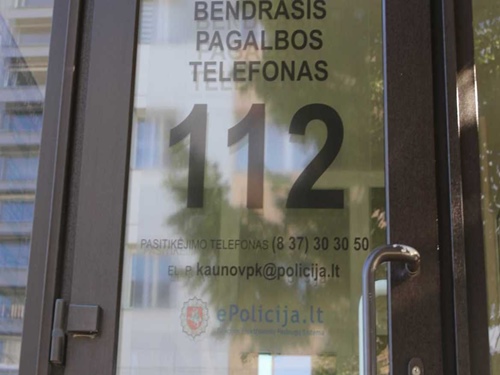 BENDRASIS
PAGALBOS
TELEFONAS
112
PASITIKĖJIMO TELEFONAS (8 37) 30 30 50
EL. P. kaunovpk@policija.lt
ePolicija.lt